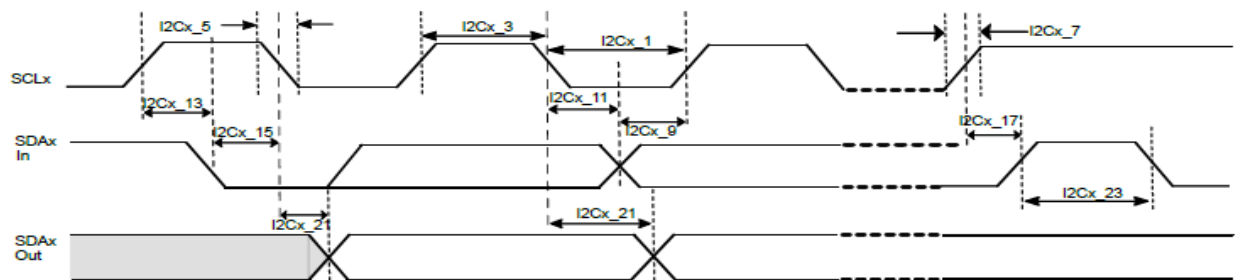 I2Cx_5
I2Cx_3
I2Cx_1
I2Cx_7
SCLx
I2Cx_13
I2Cx_11
I2Cx_15
I2Cx_9
I2Cx_17
SDAx
In
I2Cx_23
I2Cx_21
I2Cx_21
SDAx
Out